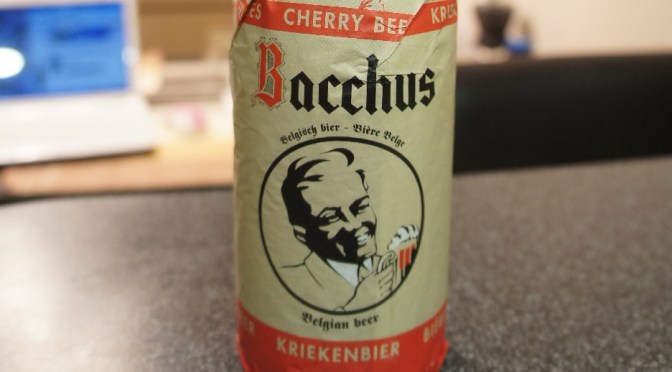 CHERRY BEE
Bacchus
Belgisch bier - Bière Belge
Belgian beer
KRIEKENBIER